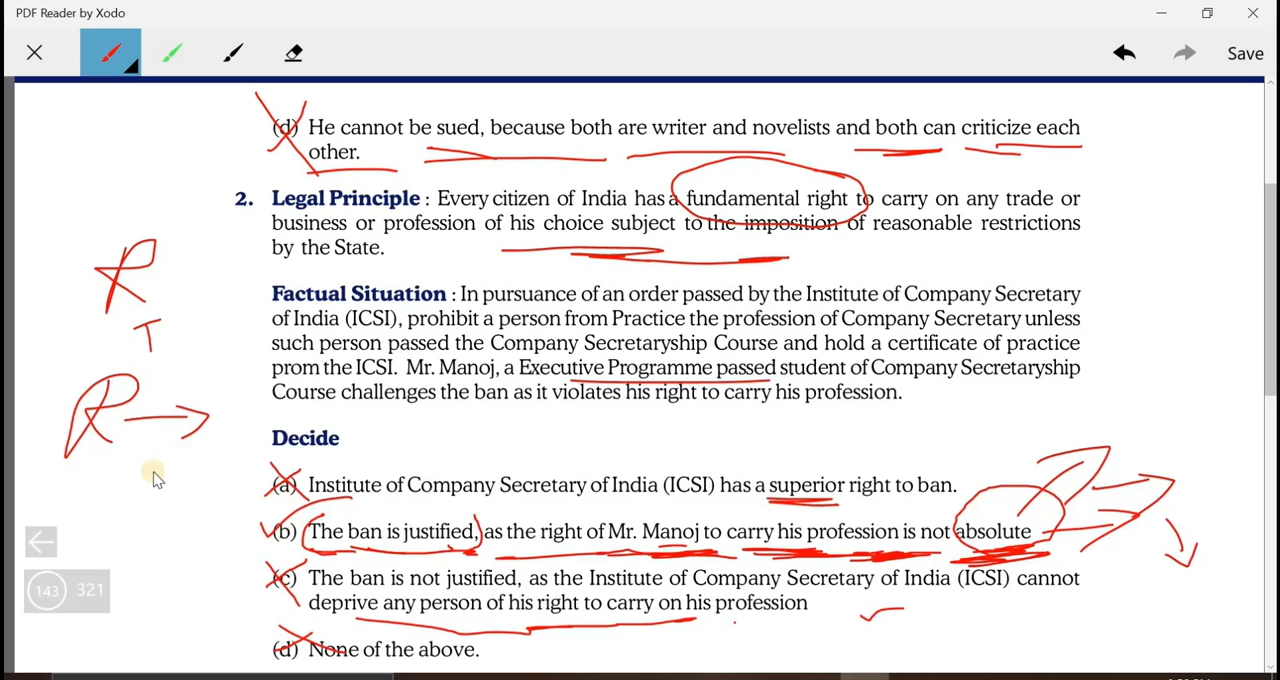 PDF Reader by Xodo
Save
(d) He cannot be sued, because both are writer and novelists and both can criticize each
other.
2. Legal Principle : Every citizen of India has a fundamental right to carry on any trade or
business or profession of his choice subject to the imposition of reasonable restrictions
by the State.
Factual Situation : In pursuance of an order passed by the Institute of Company Secretary
of India (ICSI), prohibit a person from Practice the profession of Company Secretary unless
such person passed the Company Secretaryship Course and hold a certificate of practice
prom the ICSI. Mr. Manoj, a Executive Programme passed student of Company Secretaryship
Course challenges the ban as it violates his right to carry his profession.
R
T
R
Decide
(a) Institute of Company Secretary of India (ICSI) has a superior right to ban.
(b) The ban is justified, as the right of Mr. Manoj to carry his profession is not absolute
(c) The ban is not justified, as the Institute of Company Secretary of India (ICSI) cannot
deprive any person of his right to carry on his profession
(d) None of the above.
143 321